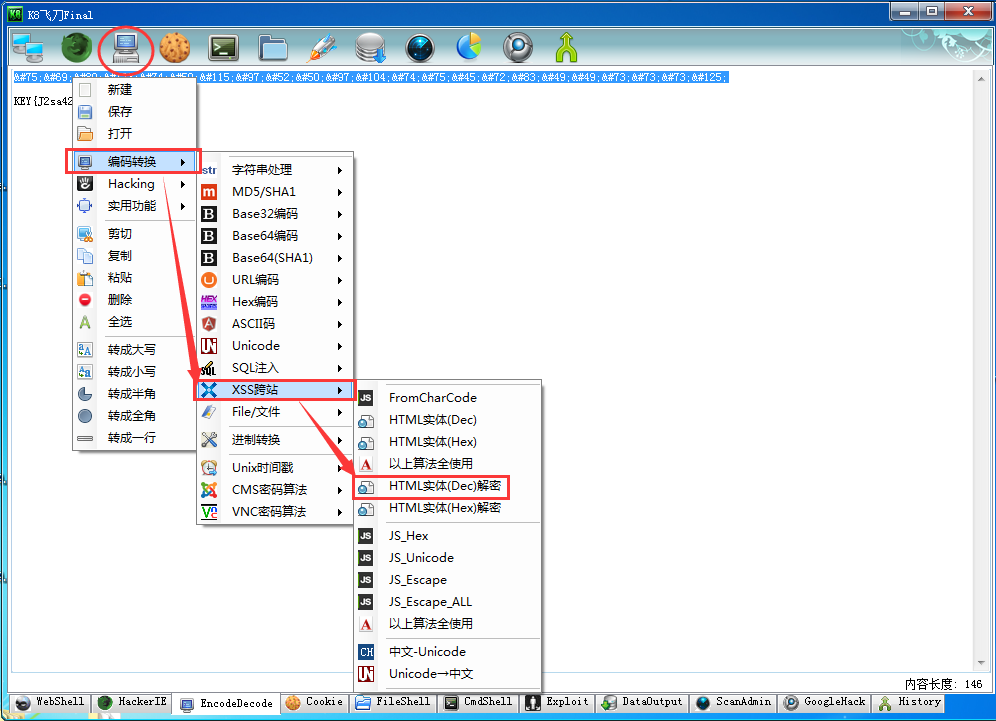 K8飞刀Final
&#75;&#69;&#115;&#97;&#52;&#50;&#97;&#104;&#74;&#75;&#45;&#72;&#83;&#49;&#49;&#73;&#73;&#73;&#125;
KEY{J2sa42
新建
保存
打开
编码转换
Hacking
实用功能
剪切
复制
粘贴
删除
全选
转成大写
转成小写
转成半角
转成全角
转成一行
str 字符串处理
MD5/SHA1
Base32编码
Base64编码
Base64(SHA1)
URL编码
Hex编码
ASCII码
Unicode
SQL注入
XSS跨站
File/文件
进制转换
Unix时间戳
CMS密码算法
VNC密码算法
FromCharCode
HTML实体(Dec)
HTML实体(Hex)
以上算法全使用
HTML实体(Dec)解密
HTML实体(Hex)解密
JS_Hex
JS_Unicode
JS_Escape
JS_Escape_ALL
以上算法全使用
中文-Unicode
Unicode→中文
内容长度: 146
WebShell HackerIE EncodeDecode Cookie FileShell CmdShell Exploit DataOutput ScanAdmin GoogleHack History